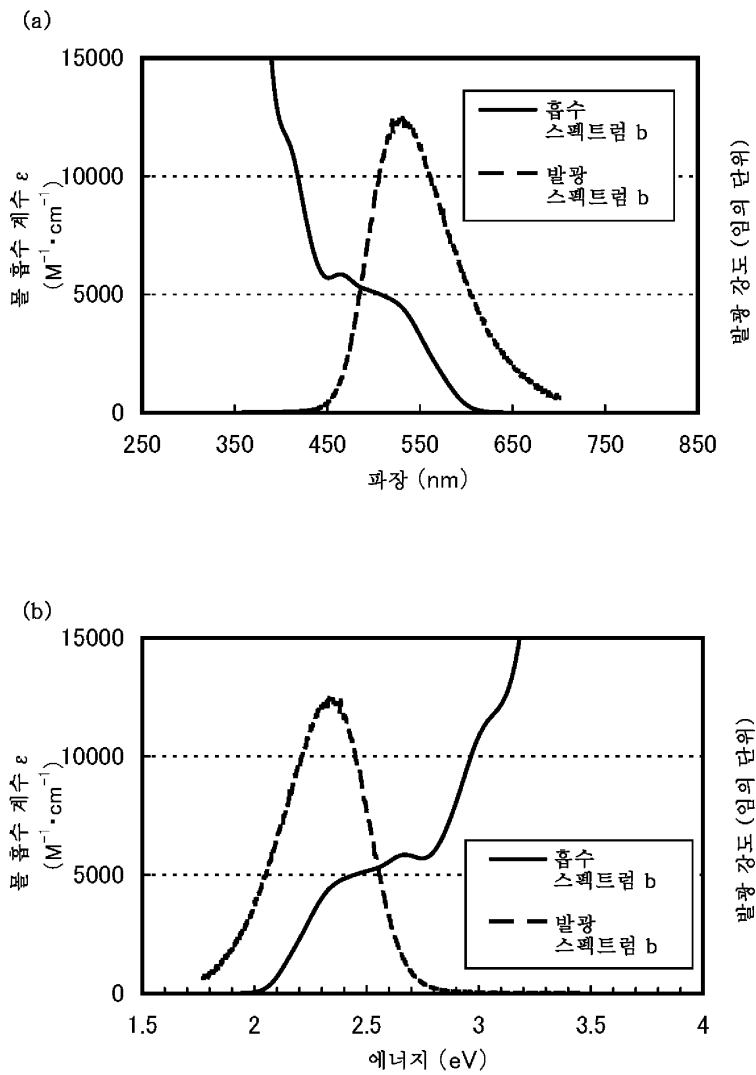 (a)
15000
10000
5000
0
몰 흡수 계수 ε
(M⁻¹·cm⁻¹)
흡수
스펙트럼 b
발광
스펙트럼 b
발광 강도 (임의 단위)
250 350 450 550 650 750 850
파장 (nm)
(b)
15000
10000
5000
0
몰 흡수 계수 ε
(M⁻¹·cm⁻¹)
흡수
스펙트럼 b
발광
스펙트럼 b
발광 강도 (임의 단위)
1.5 2 2.5 3 3.5 4
에너지 (eV)